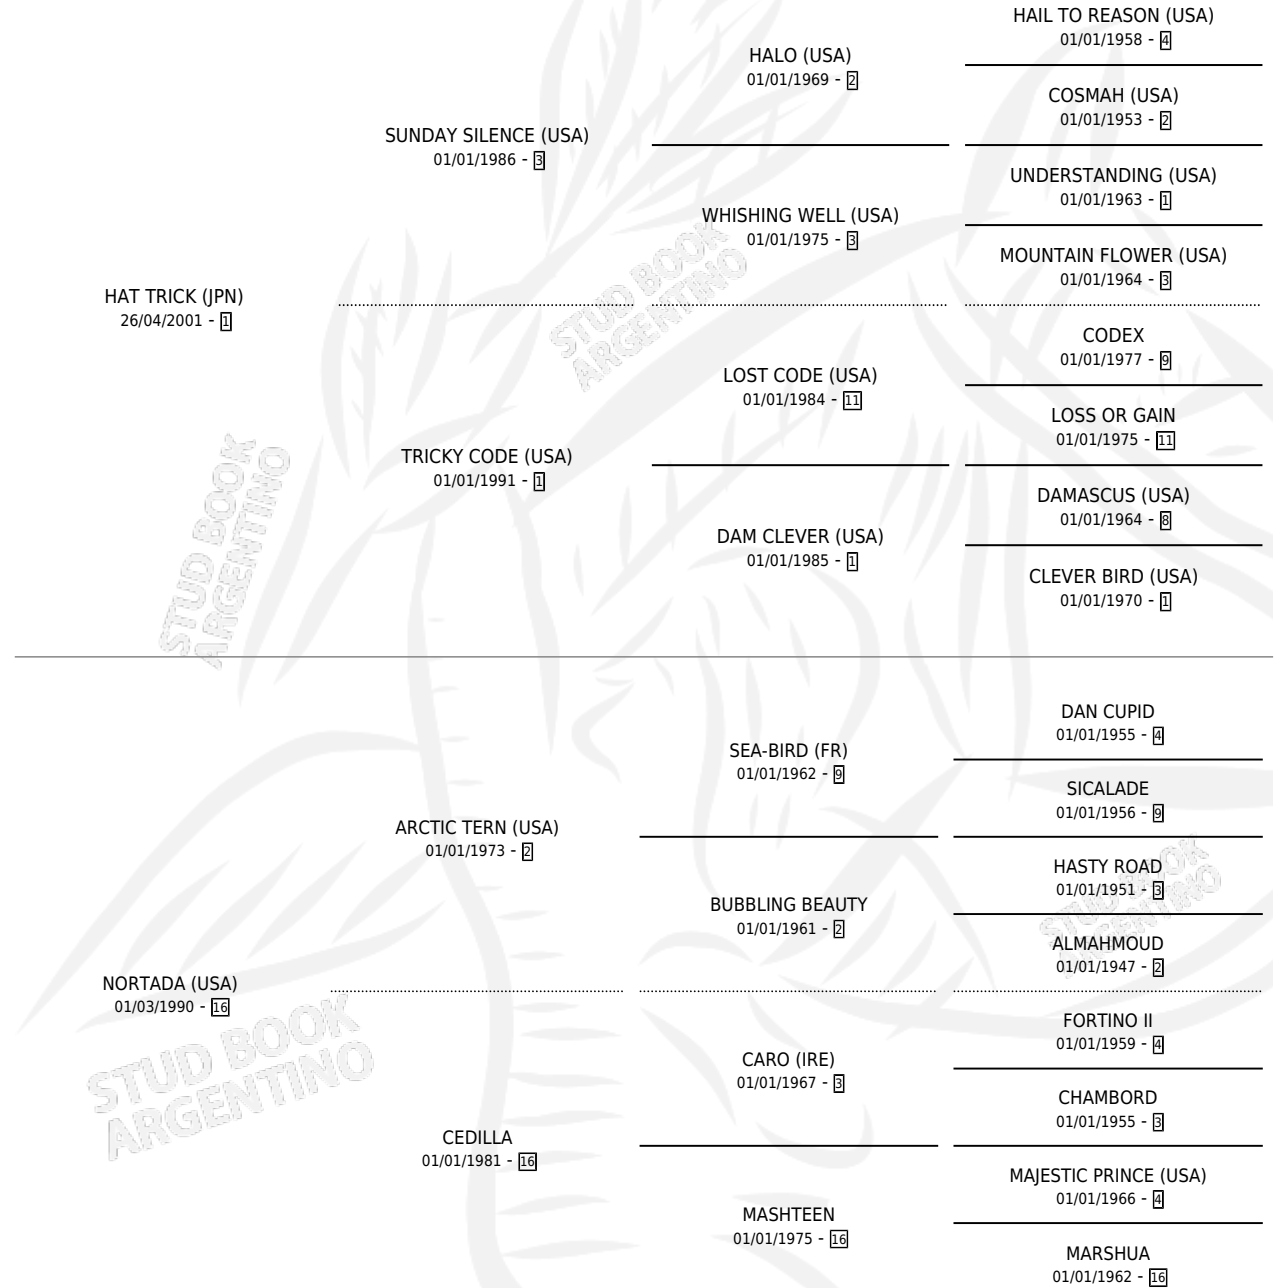 HAIL TO REASON (USA)
01/01/1958 - 4
HALO (USA)
01/01/1969 - 2
COSMAH (USA)
01/01/1953 - 2
SUNDAY SILENCE (USA)
01/01/1986 - 3
UNDERSTANDING (USA)
01/01/1963 - 1
WHISHING WELL (USA)
01/01/1975 - 3
MOUNTAIN FLOWER (USA)
01/01/1964 - 3
HAT TRICK (JPN)
26/04/2001 - 1
STUD BOOK
ARGENTINO
CODEX
01/01/1977 - 9
LOST CODE (USA)
01/01/1984 - 11
LOSS OR GAIN
01/01/1975 - 11
TRICKY CODE (USA)
01/01/1991 - 1
DAMASCUS (USA)
01/01/1964 - 8
DAM CLEVER (USA)
01/01/1985 - 1
CLEVER BIRD (USA)
01/01/1970 - 1
STUD BOOK
ARGENTINO
DAN CUPID
01/01/1955 - 4
SEA-BIRD (FR)
01/01/1962 - 9
SICALADE
01/01/1956 - 9
ARCTIC TERN (USA)
01/01/1973 - 2
HASTY ROAD
01/01/1951 - 3
BUBBLING BEAUTY
01/01/1961 - 2
STUD BOOK
ARGENTINO
ALMAHMOUD
01/01/1947 - 2
NORTADA (USA)
01/03/1990 - 16
FORTINO II
01/01/1959 - 4
CARO (IRE)
01/01/1967 - 3
STUD BOOK
ARGENTINO
CHAMBORD
01/01/1955 - 3
CEDILLA
01/01/1981 - 16
MAJESTIC PRINCE (USA)
01/01/1966 - 4
MASHTEEN
01/01/1975 - 16
MARSHUA
01/01/1962 - 16